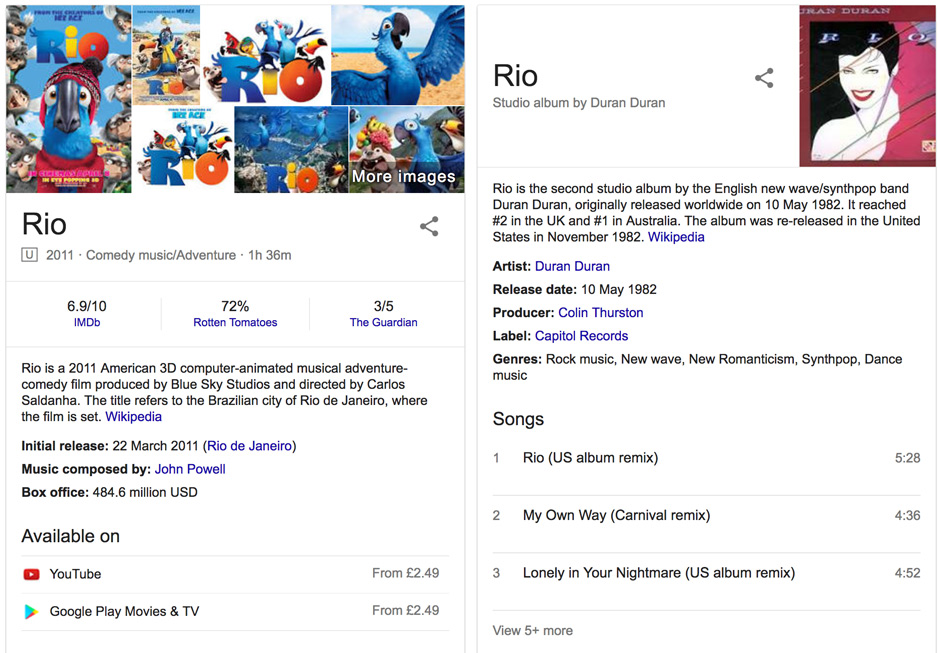 FROM THE CREATORS OF ICE AGE
Rio
IN CINEMAS APRIL
IN EYE POPPING 3D
Rio
RiO
FROM THE CREATORS OF
ICE AGE
RiO
RiO
More images
Rio
U 2011 · Comedy music/Adventure · 1h 36m
6.9/10
IMDb
72%
Rotten Tomatoes
3/5
The Guardian
Rio is a 2011 American 3D computer-animated musical adventure-
comedy film produced by Blue Sky Studios and directed by Carlos
Saldanha. The title refers to the Brazilian city of Rio de Janeiro, where
the film is set. Wikipedia
Initial release: 22 March 2011 (Rio de Janeiro)
Music composed by: John Powell
Box office: 484.6 million USD
Available on
YouTube From £2.49
Google Play Movies & TV From £2.49
DURAN DURAN
RIO
Rio
Studio album by Duran Duran
Rio is the second studio album by the English new wave/synthpop band
Duran Duran, originally released worldwide on 10 May 1982. It reached
#2 in the UK and #1 in Australia. The album was re-released in the United
States in November 1982. Wikipedia
Artist: Duran Duran
Release date: 10 May 1982
Producer: Colin Thurston
Label: Capitol Records
Genres: Rock music, New wave, New Romanticism, Synthpop, Dance
music
Songs
1 Rio (US album remix) 5:28
2 My Own Way (Carnival remix) 4:36
3 Lonely in Your Nightmare (US album remix) 4:52
View 5+ more